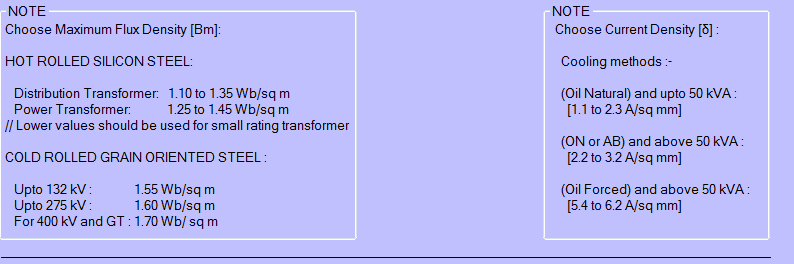 NOTE
Choose Maximum Flux Density [Bm]:
HOT ROLLED SILICON STEEL:
Distribution Transformer: 1.10 to 1.35 Wb/sq m
Power Transformer: 1.25 to 1.45 Wb/sq m
// Lower values should be used for small rating transformer
COLD ROLLED GRAIN ORIENTED STEEL :
Upto 132 kV : 1.55 Wb/sq m
Upto 275 kV : 1.60 Wb/sq m
For 400 kV and GT : 1.70 Wb/ sq m
NOTE
Choose Current Density [δ] :
Cooling methods :-
(Oil Natural) and upto 50 kVA :
[1.1 to 2.3 A/sq mm]
(ON or AB) and above 50 kVA :
[2.2 to 3.2 A/sq mm]
(Oil Forced) and above 50 kVA :
[5.4 to 6.2 A/sq mm]